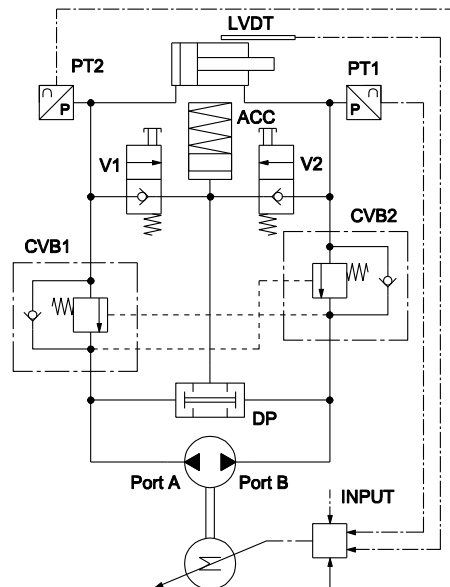 LVDT
PT2
PT1
P
P
ACC
V1
V2
CVB1
CVB2
DP
Port A
Port B
INPUT
M